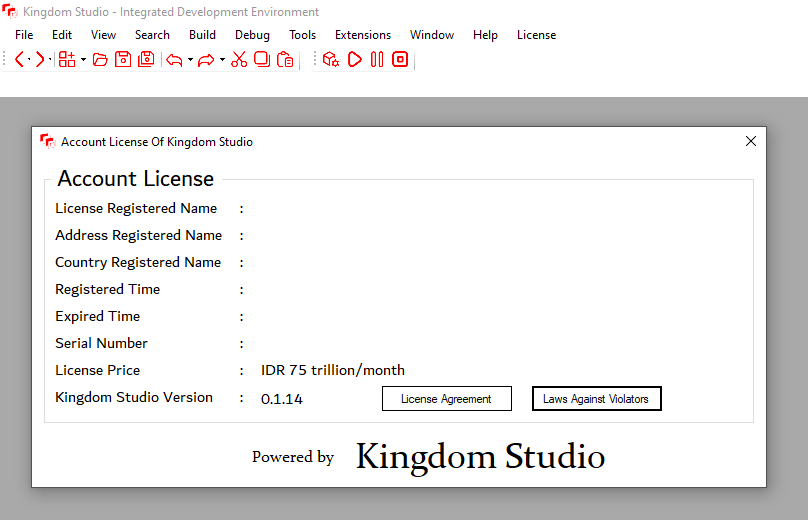 Kingdom Studio - Integrated Development Environment
File Edit View Search Build Debug Tools Extensions Window Help License
Account License Of Kingdom Studio
Account License
License Registered Name :
Address Registered Name :
Country Registered Name :
Registered Time :
Expired Time :
Serial Number :
License Price : IDR 75 trillion/month
Kingdom Studio Version : 0.1.14 License Agreement Laws Against Violators
Powered by Kingdom Studio